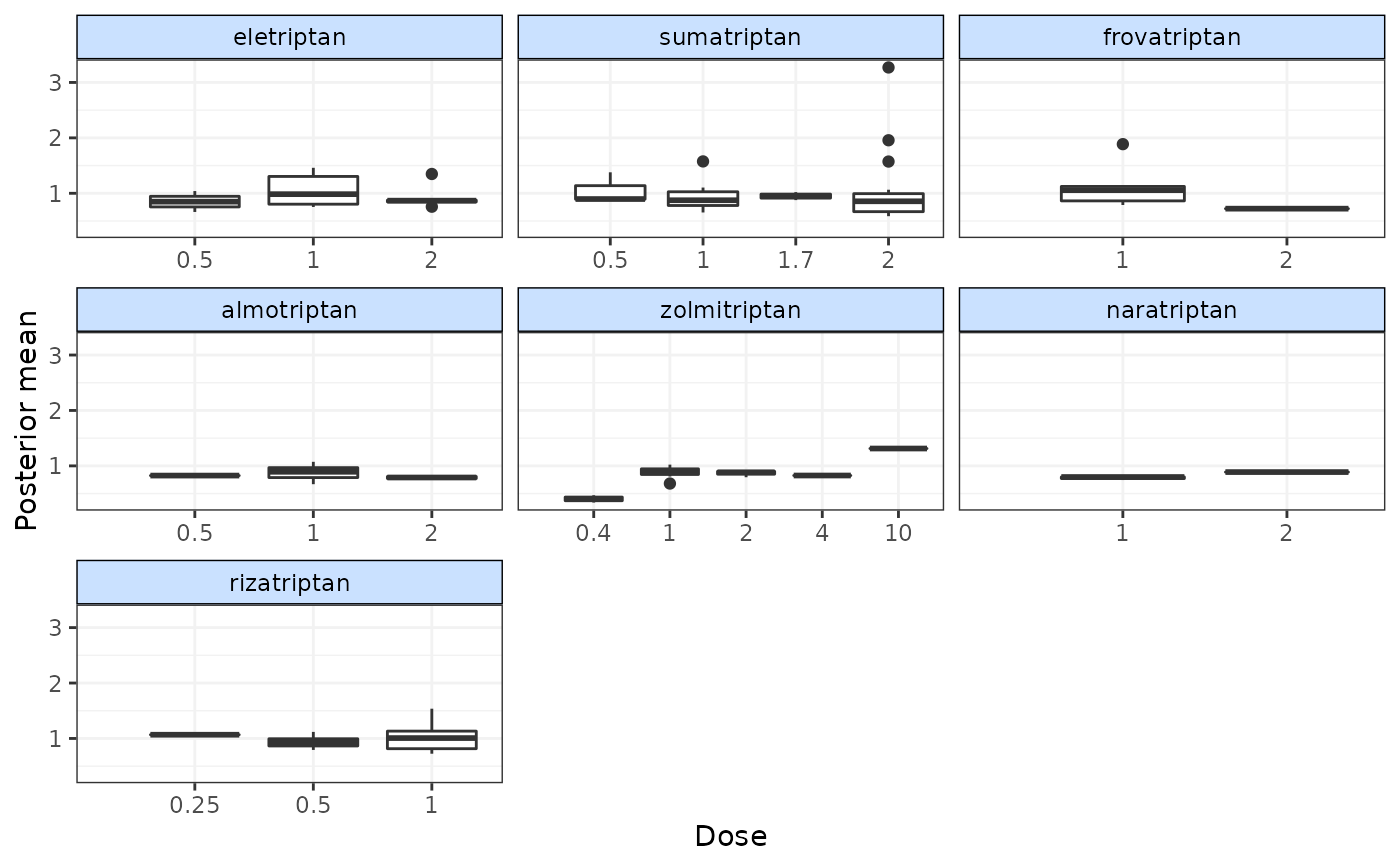 eletriptan sumatriptan frovatriptan
3
2
1
0.5 1 2 0.5 1 1.7 2 1 2
almotriptan zolmitriptan naratriptan
3
2
1
0.5 1 2 0.4 1 2 4 10 1 2
rizatriptan
3
2
1
0.25 0.5 1
Posterior mean
Dose